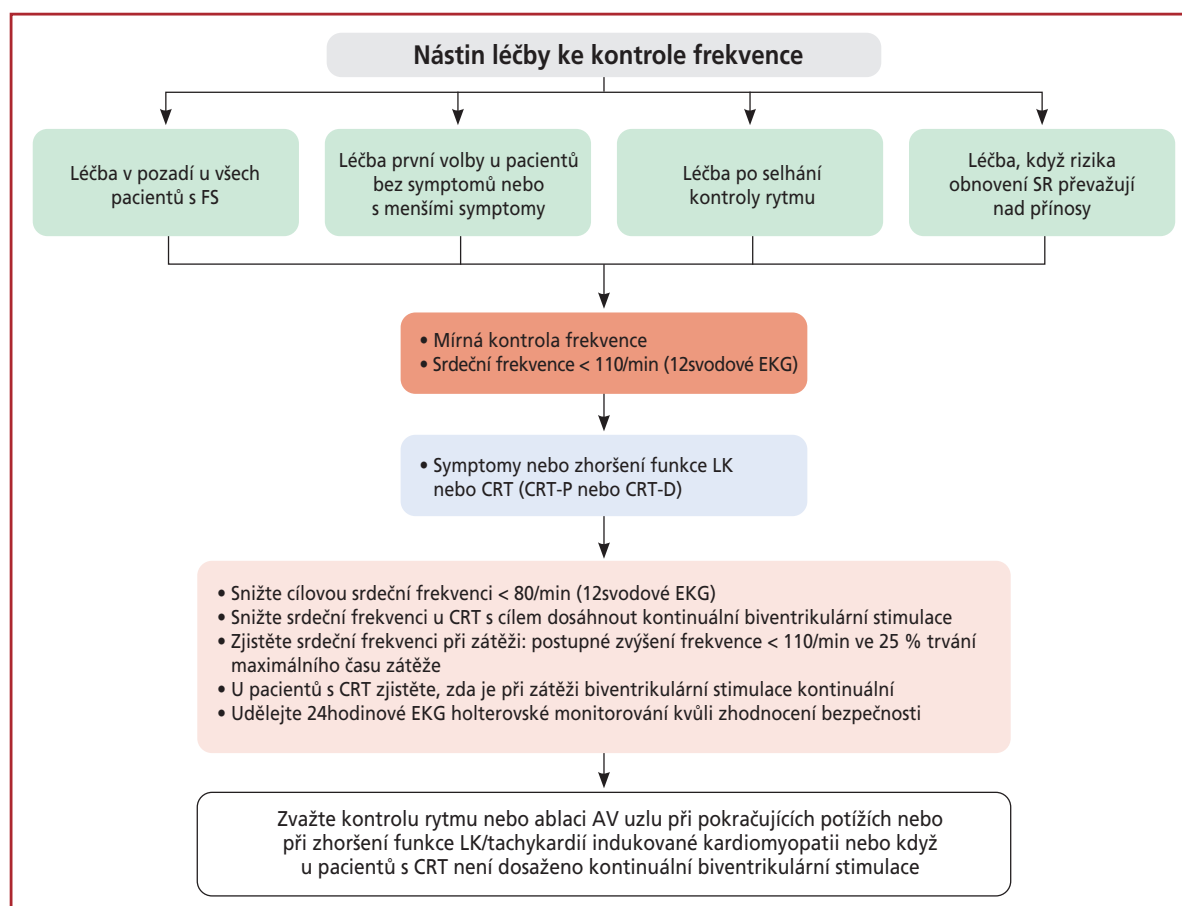 Nástin léčby ke kontrole frekvence
Léčba v pozadí u všech
pacientů s FS
Léčba první volby u pacientů
bez symptomů nebo
s menšími symptomy
Léčba po selhání
kontroly rytmu
Léčba, když rizika
obnovení SR převažují
nad přínosy
• Mírná kontrola frekvence
• Srdeční frekvence < 110/min (12svodové EKG)
• Symptomy nebo zhoršení funkce LK
nebo CRT (CRT-P nebo CRT-D)
• Snižte cílovou srdeční frekvenci < 80/min (12svodové EKG)
• Snižte srdeční frekvenci u CRT s cílem dosáhnout kontinuální biventrikulární stimulace
• Zjistěte srdeční frekvenci při zátěži: postupné zvýšení frekvence < 110/min ve 25 % trvání
maximálního času zátěže
• U pacientů s CRT zjistěte, zda je při zátěži biventrikulární stimulace kontinuální
• Udělejte 24hodinové EKG holterovské monitorování kvůli zhodnocení bezpečnosti
Zvažte kontrolu rytmu nebo ablaci AV uzlu při pokračujících potížích nebo
při zhoršení funkce LK/tachykardií indukované kardiomyopatii nebo když
u pacientů s CRT není dosaženo kontinuální biventrikulární stimulace